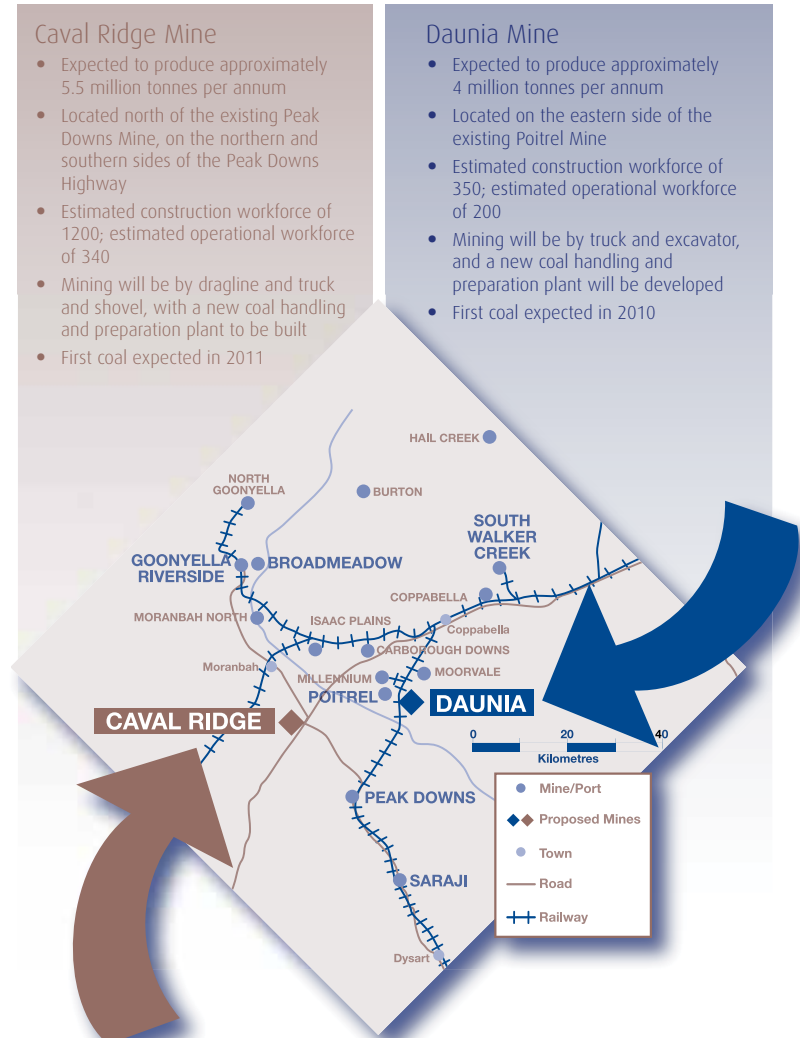 Caval Ridge Mine
• Expected to produce approximately
5.5 million tonnes per annum
• Located north of the existing Peak
Downs Mine, on the northern and
southern sides of the Peak Downs
Highway
• Estimated construction workforce of
1200; estimated operational workforce
of 340
• Mining will be by dragline and truck
and shovel, with a new coal handling
and preparation plant to be built
• First coal expected in 2011
Daunia Mine
• Expected to produce approximately
4 million tonnes per annum
• Located on the eastern side of the
existing Poitrel Mine
• Estimated construction workforce of
350; estimated operational workforce
of 200
• Mining will be by truck and excavator,
and a new coal handling and
preparation plant will be developed
• First coal expected in 2010
HAIL CREEK
NORTH
GOONYELLA
BURTON
SOUTH
WALKER
CREEK
GOONYELLA
RIVERSIDE
BROADMEADOW
COPPABELLA
MORANBAH NORTH
ISAAC PLAINS
Coppabella
CARBOROUGH DOWNS
Moranbah
MILLENNIUM
MOORVALE
POITREL
DAUNIA
CAVAL RIDGE
0 20 40
Kilometres
PEAK DOWNS
Mine/Port
Proposed Mines
Town
Road
Railway
SARAJI
Dysart